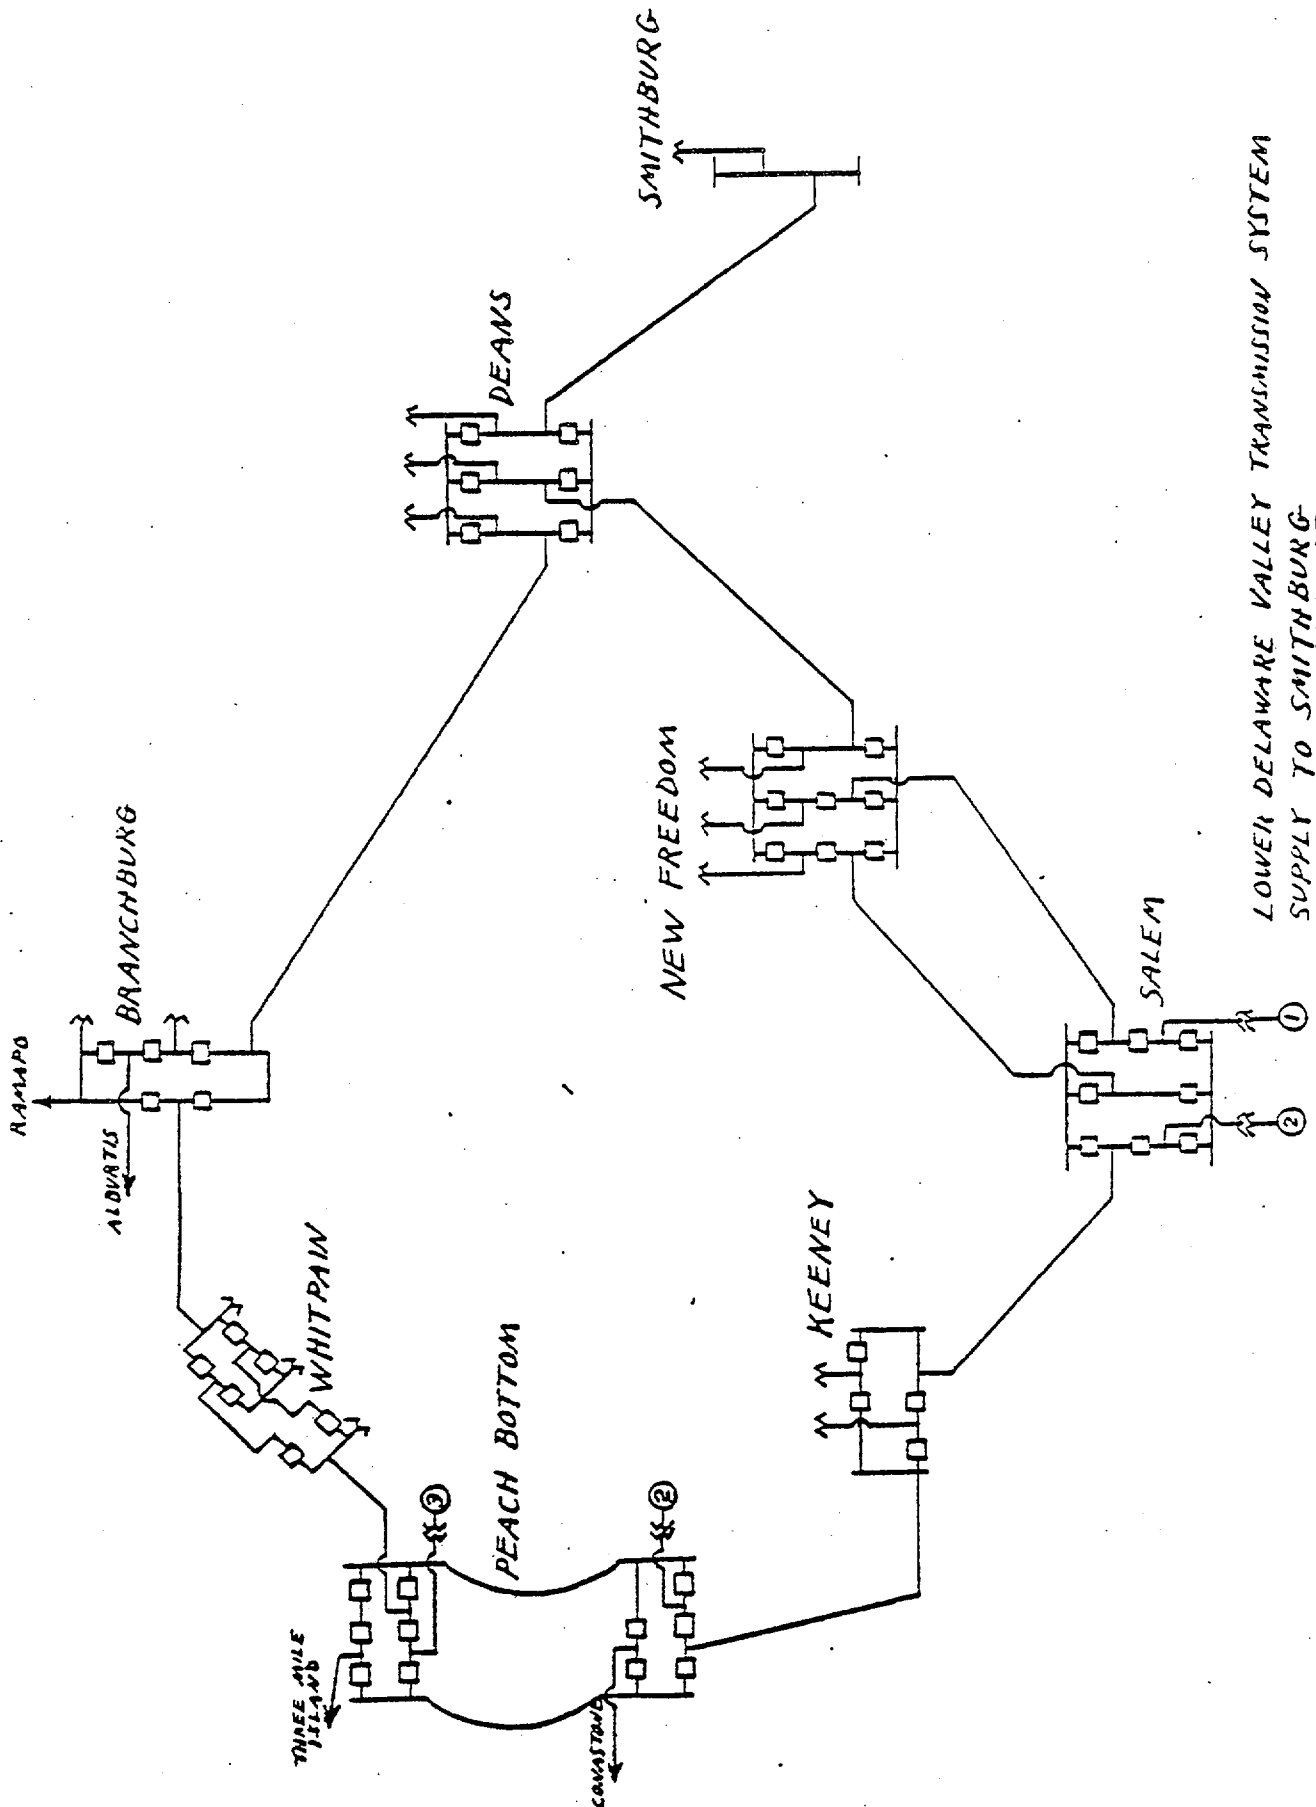 SMITHBURG
DEANS
BRANCHBURG
RAMAPO
ALBURTIS
NEW FREEDOM
SALEM
1
2
WHITPAIN
KEENEY
PEACH BOTTOM
3
2
THREE MILE
ISLAND
CONASTONE
LOWER DELAWARE VALLEY TRANSMISSION SYSTEM
SUPPLY TO SMITHBURG